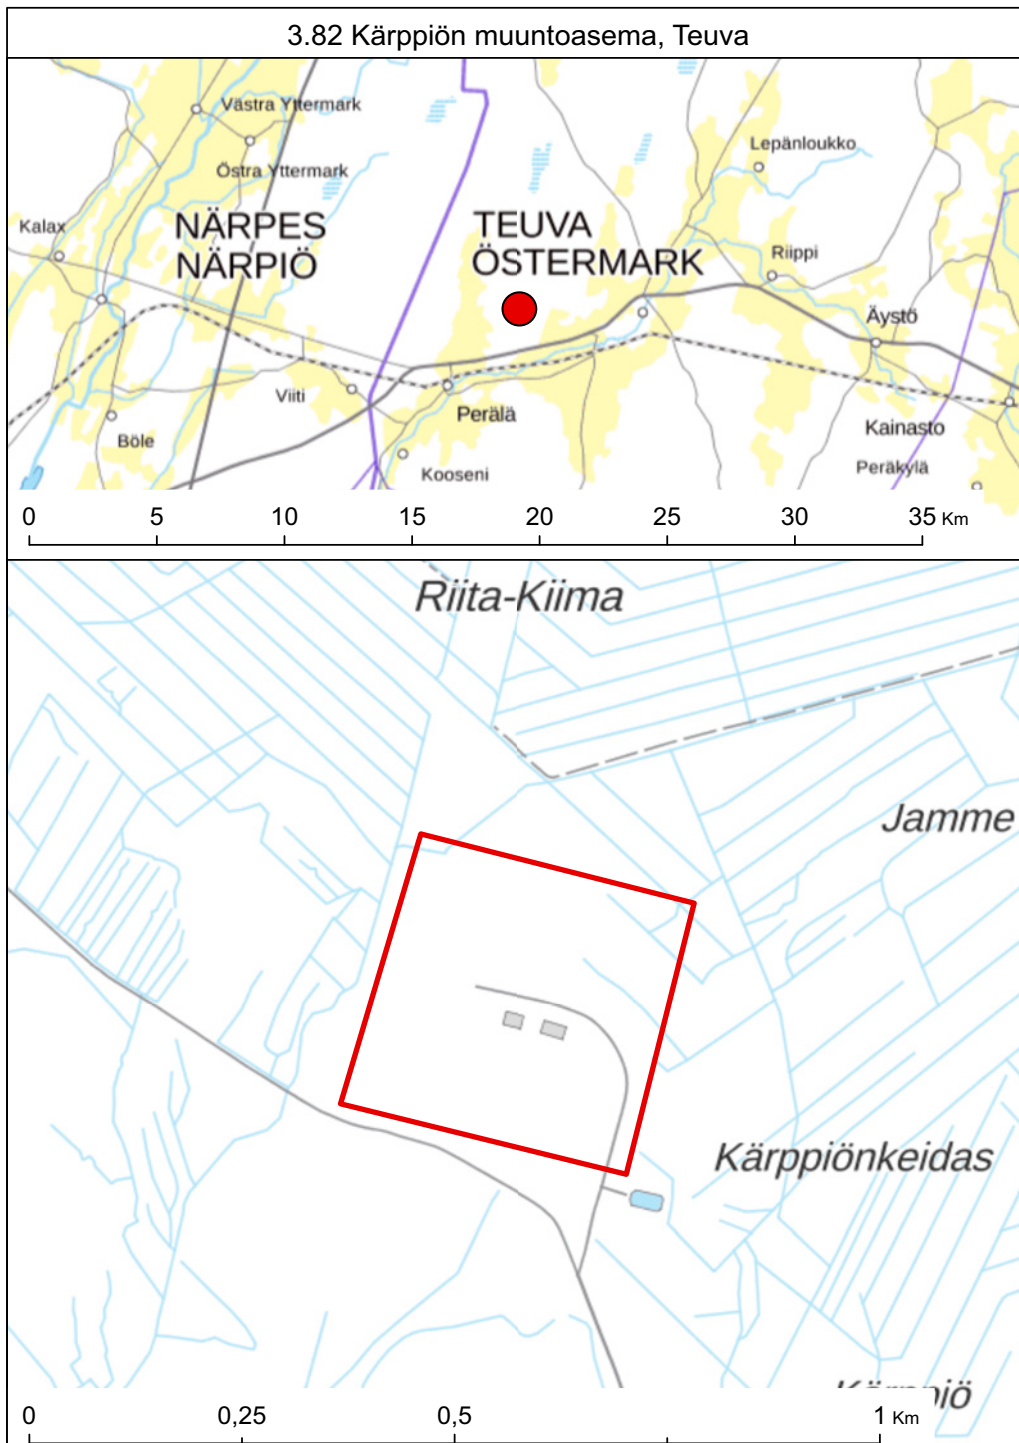 3.82 Kärppiön muuntoasema, Teuva
Västra Yttermark
Östra Yttermark
Lepänloukko
Kalax
NÄRPES
NÄRPIÖ
TEUVA
ÖSTERMARK
Riippi
Äystö
Viiti
Perälä
Böle
Kainasto
Kooseni
Peräkylä
0 5 10 15 20 25 30 35 Km
Riita-Kiima
Jamme
Kärppiönkeidas
Kärppiö
0 0,25 0,5 1 Km